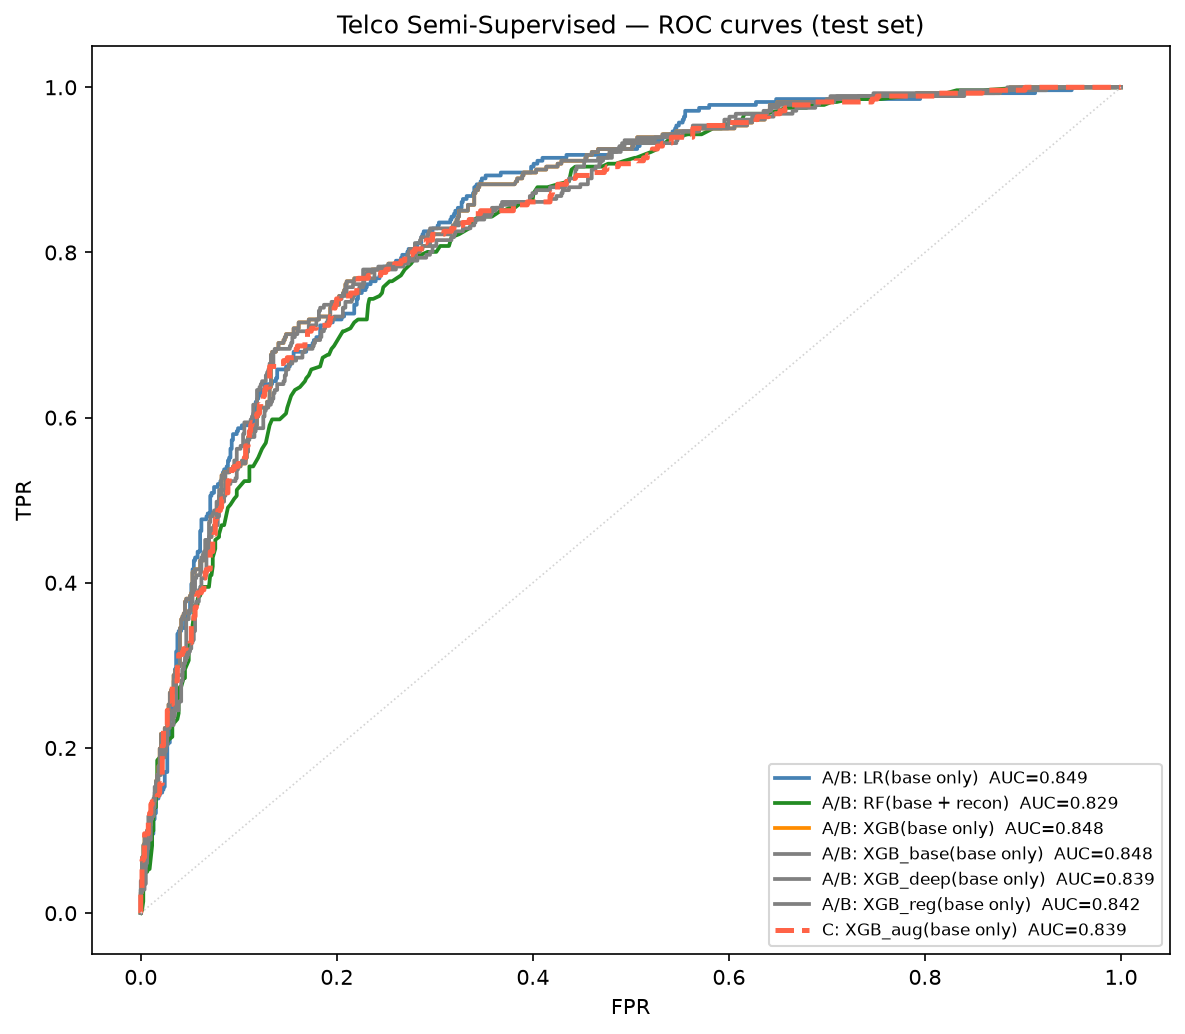 Telco Semi-Supervised — ROC curves (test set)
TPR
1.0
0.8
0.6
0.4
0.2
0.0
A/B: LR(base only)  AUC=0.849
A/B: RF(base + recon)  AUC=0.829
A/B: XGB(base only)  AUC=0.848
A/B: XGB_base(base only)  AUC=0.848
A/B: XGB_deep(base only)  AUC=0.839
A/B: XGB_reg(base only)  AUC=0.842
C: XGB_aug(base only)  AUC=0.839
0.0 0.2 0.4 0.6 0.8 1.0
FPR